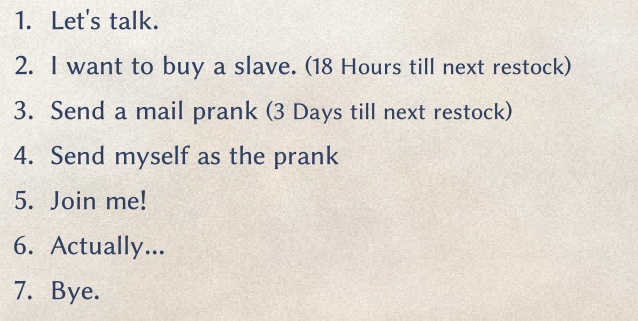 1. Let's talk.
2. I want to buy a slave. (18 Hours till next restock)
3. Send a mail prank (3 Days till next restock)
4. Send myself as the prank
5. Join me!
6. Actually...
7. Bye.